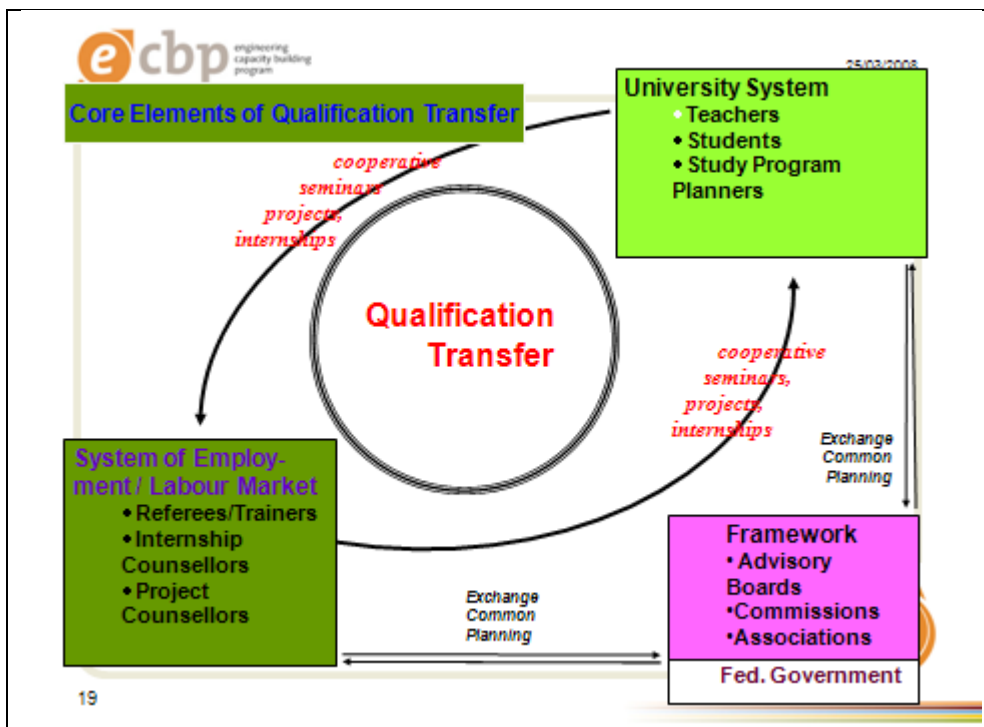 ecbp engineering
capacity building
program
25/03/2008
Core Elements of Qualification Transfer
University System
• Teachers
• Students
• Study Program
Planners
cooperative
seminars
projects,
internships
Qualification
Transfer
cooperative
seminars,
projects,
internships
Exchange
Common
Planning
System of Employ-
ment / Labour Market
• Referees/Trainers
• Internship
Counsellors
• Project
Counsellors
Exchange
Common
Planning
Framework
• Advisory
Boards
•Commissions
•Associations
Fed. Government
19